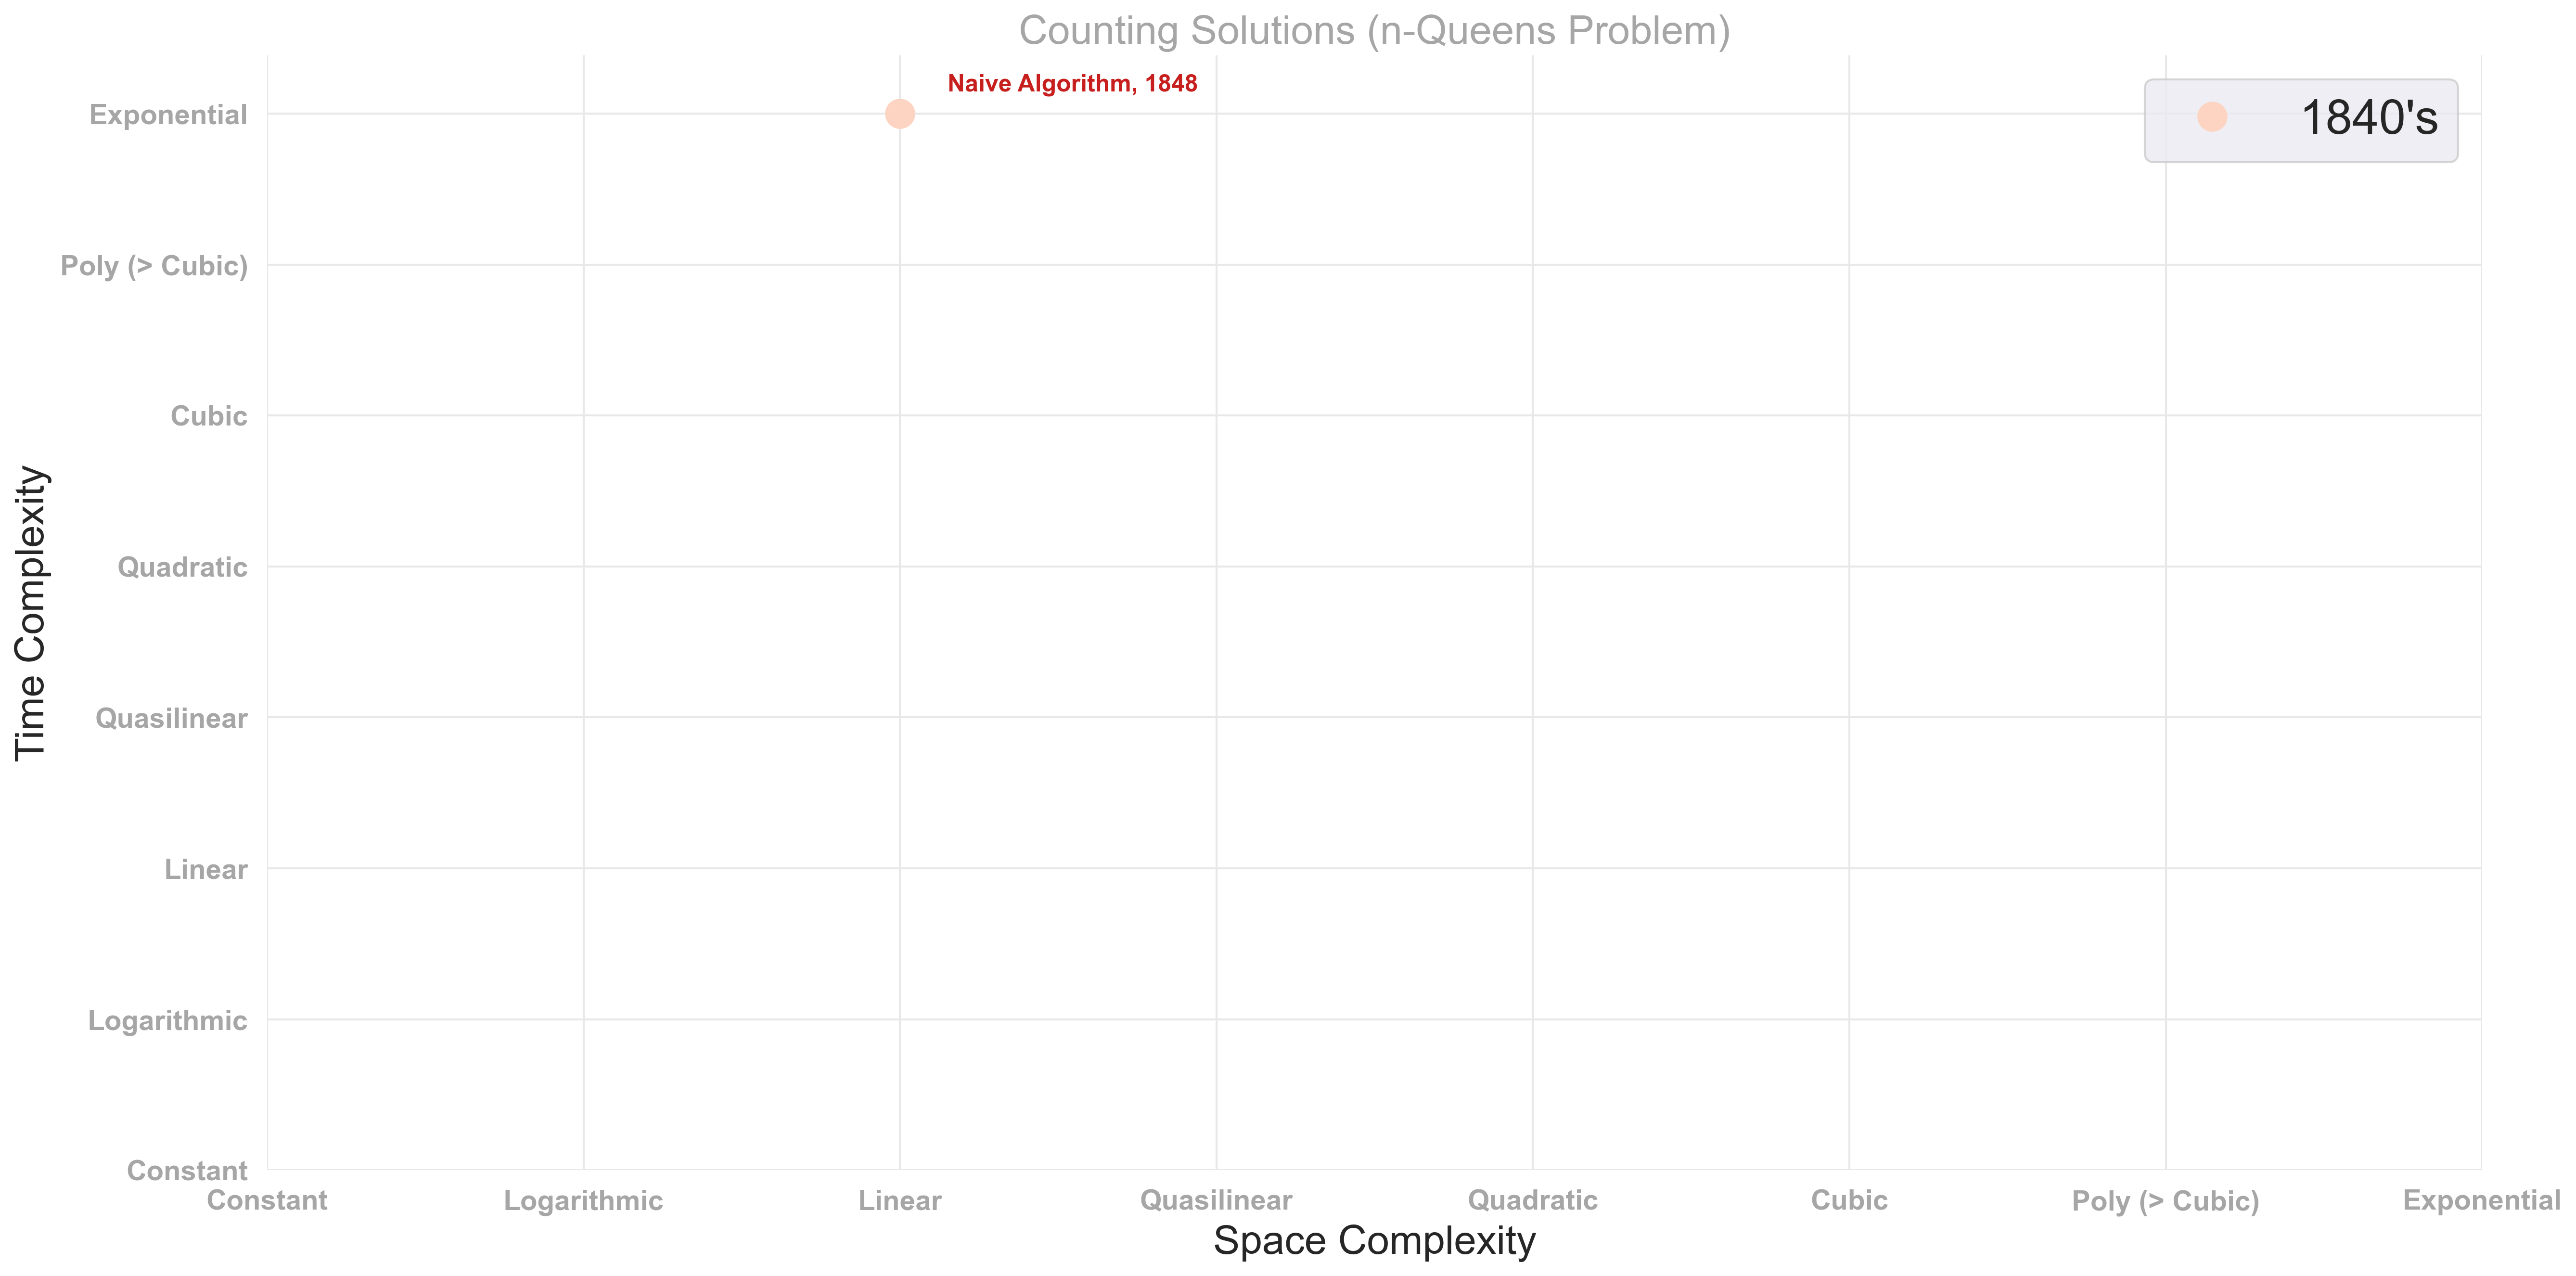 Counting Solutions (n-Queens Problem)
Naive Algorithm, 1848
1840's
Time Complexity
Exponential
Poly (> Cubic)
Cubic
Quadratic
Quasilinear
Linear
Logarithmic
Constant
Constant Logarithmic Linear Quasilinear Quadratic Cubic Poly (> Cubic) Exponential
Space Complexity